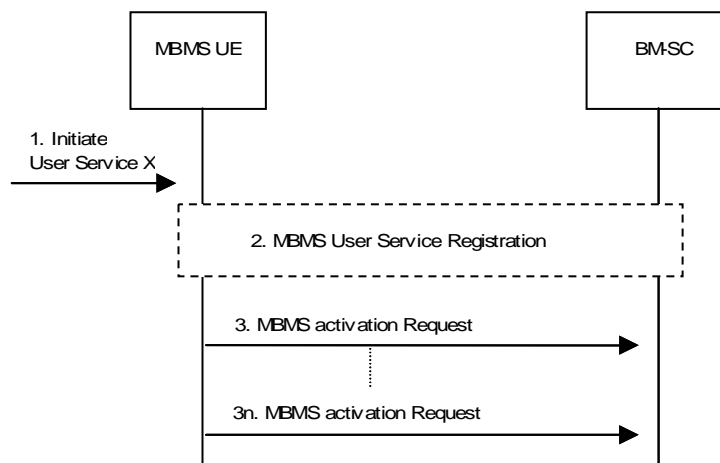 MBMS UE
BM-SC
1. Initiate
User Service X
2. MBMS User Service Registration
3. MBMS activation Request
3n. MBMS activation Request